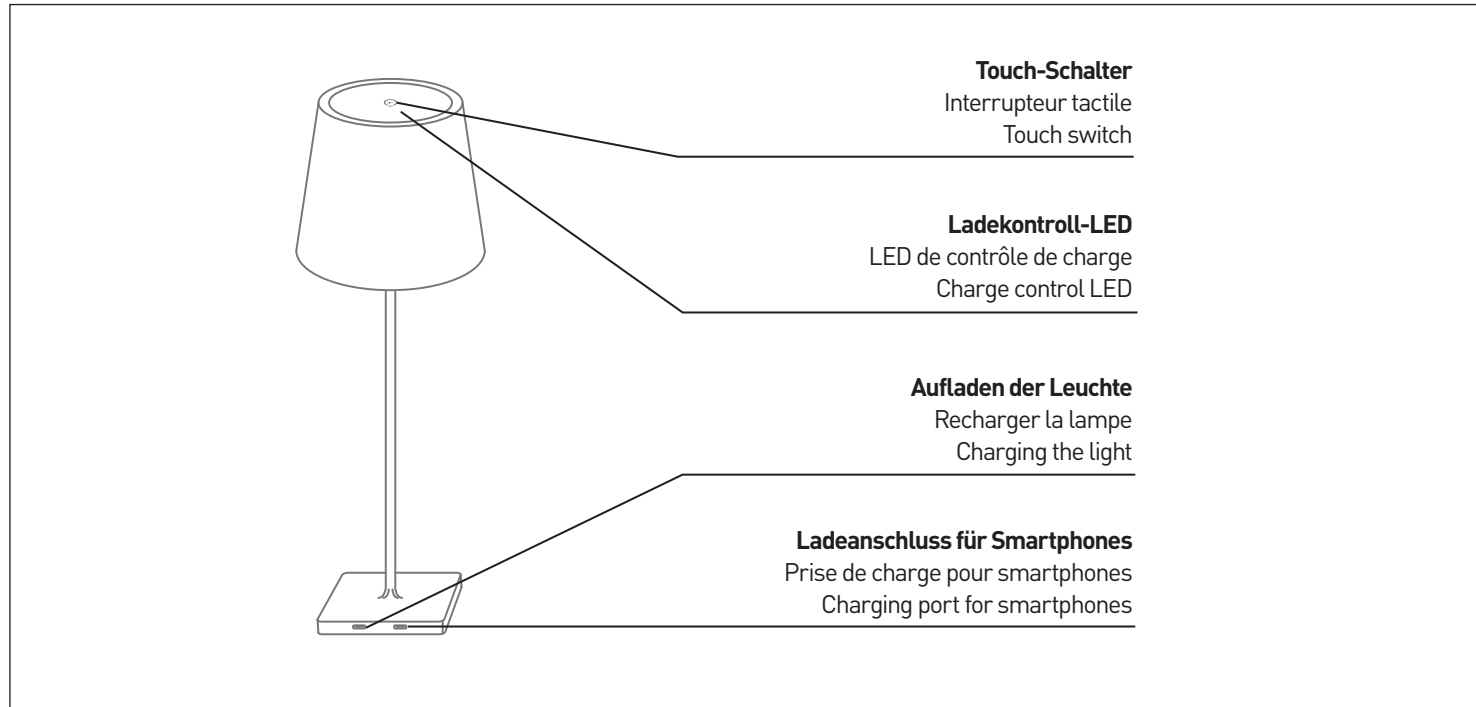 Touch-Schalter
Interrupteur tactile
Touch switch
Ladekontroll-LED
LED de contrôle de charge
Charge control LED
Aufladen der Leuchte
Recharger la lampe
Charging the light
Ladeanschluss für Smartphones
Prise de charge pour smartphones
Charging port for smartphones